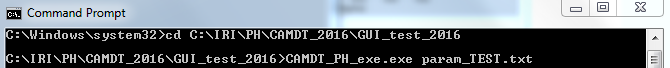 Command Prompt
C:\Windows\system32>cd C:\IRI\PH\CAMDT_2016\GUI_test_2016
C:\IRI\PH\CAMDT_2016\GUI_test_2016>CAMDT_PH_exe.exe param_TEST.txt